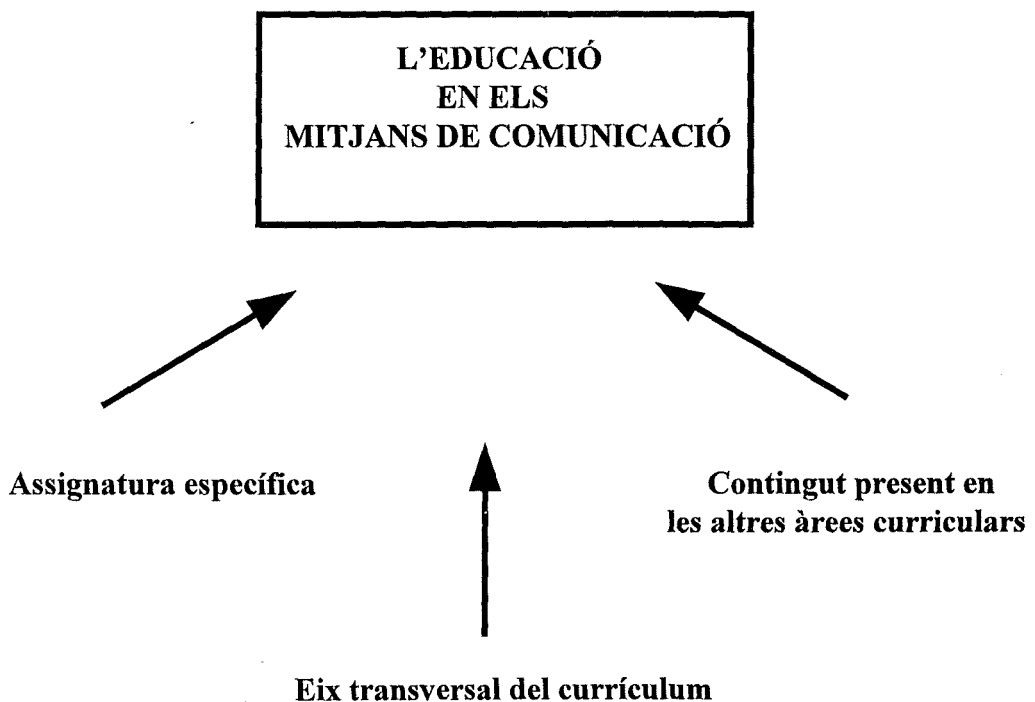 L'EDUCACIÓ
EN ELS
MITJANS DE COMUNICACIÓ
Assignatura específica
Contingut present en
les altres àrees curriculars
Eix transversal del currículum